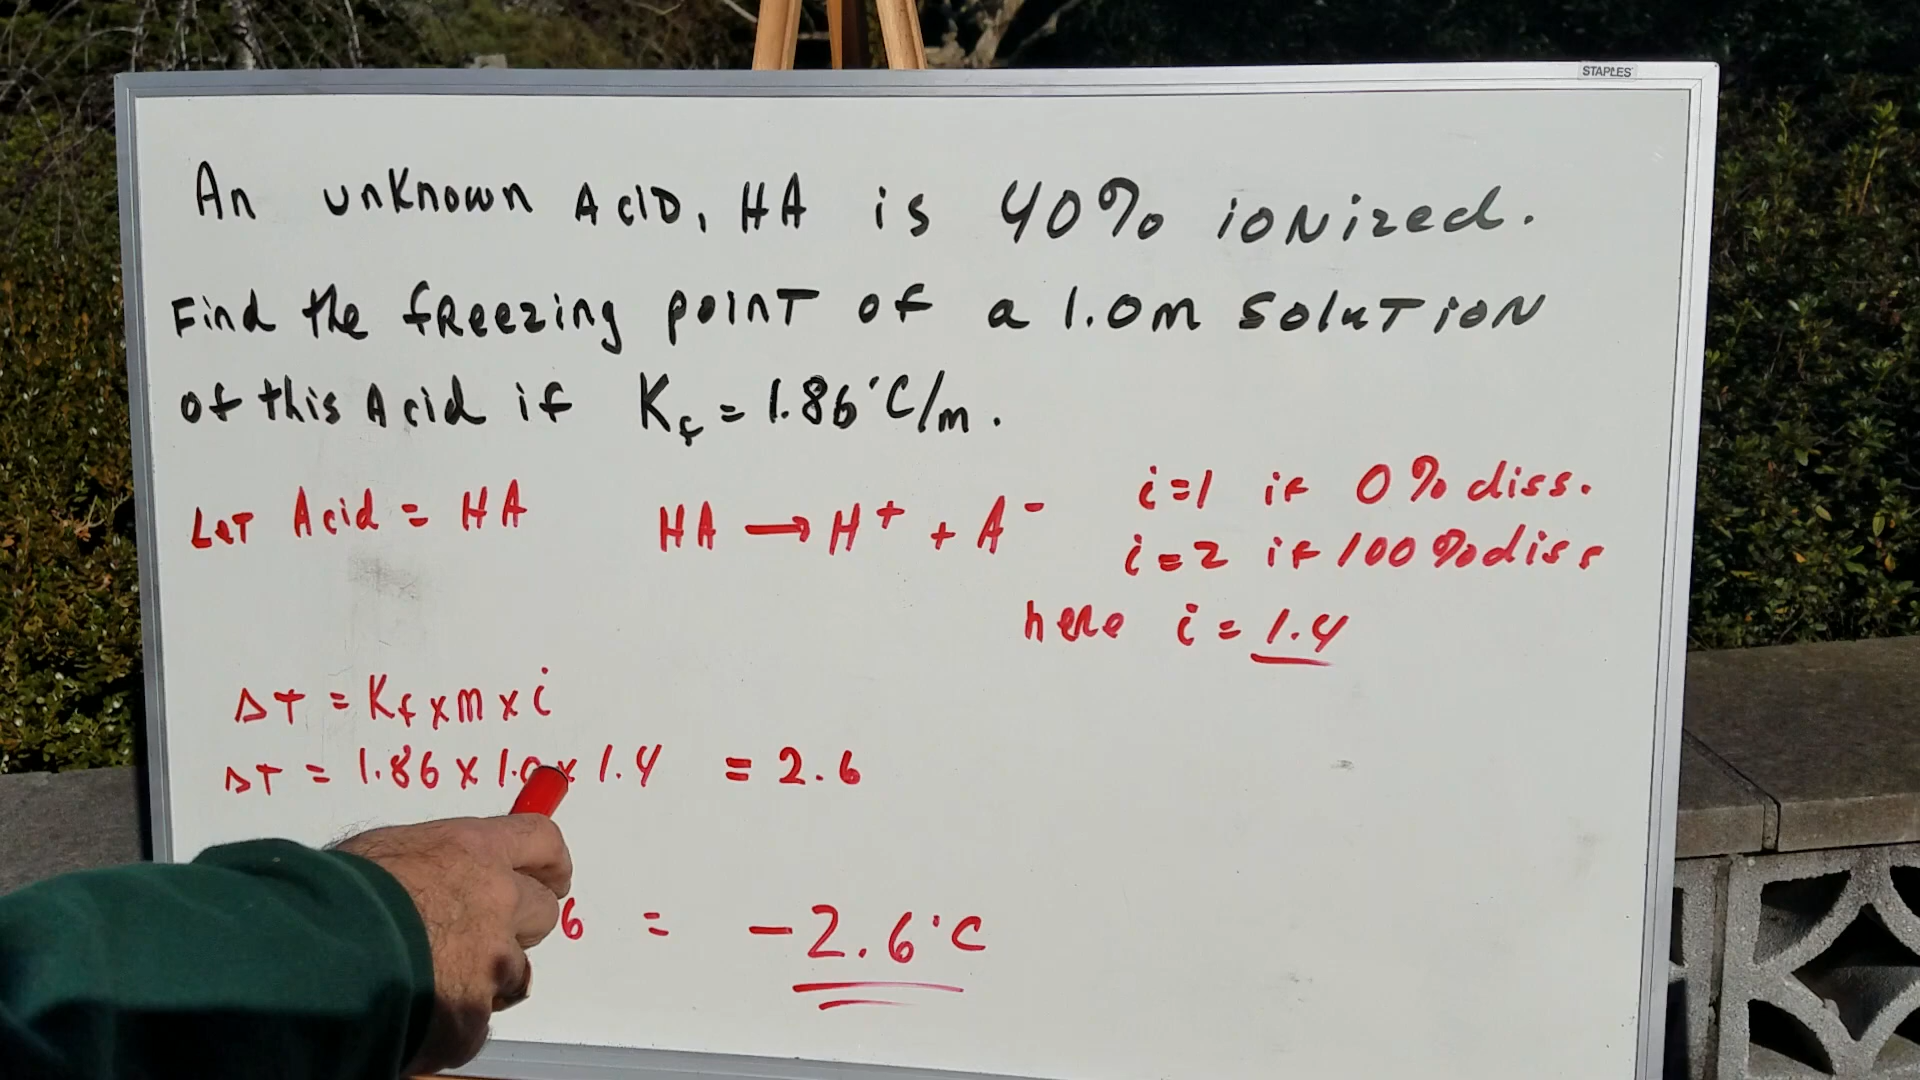 STAPLES
An unknown Acid, HA is 40% ionized.
Find the freezing point of a 1.0m solution
of this Acid if Kf = 1.86°C/m.
Let Acid = HA
HA → H⁺ + A⁻
i=1 if 0% diss.
i=2 if 100% diss
here i = 1.4
ΔT = Kf x m x i
ΔT = 1.86 x 1.0 x 1.4 = 2.6
6 = -2.6°C